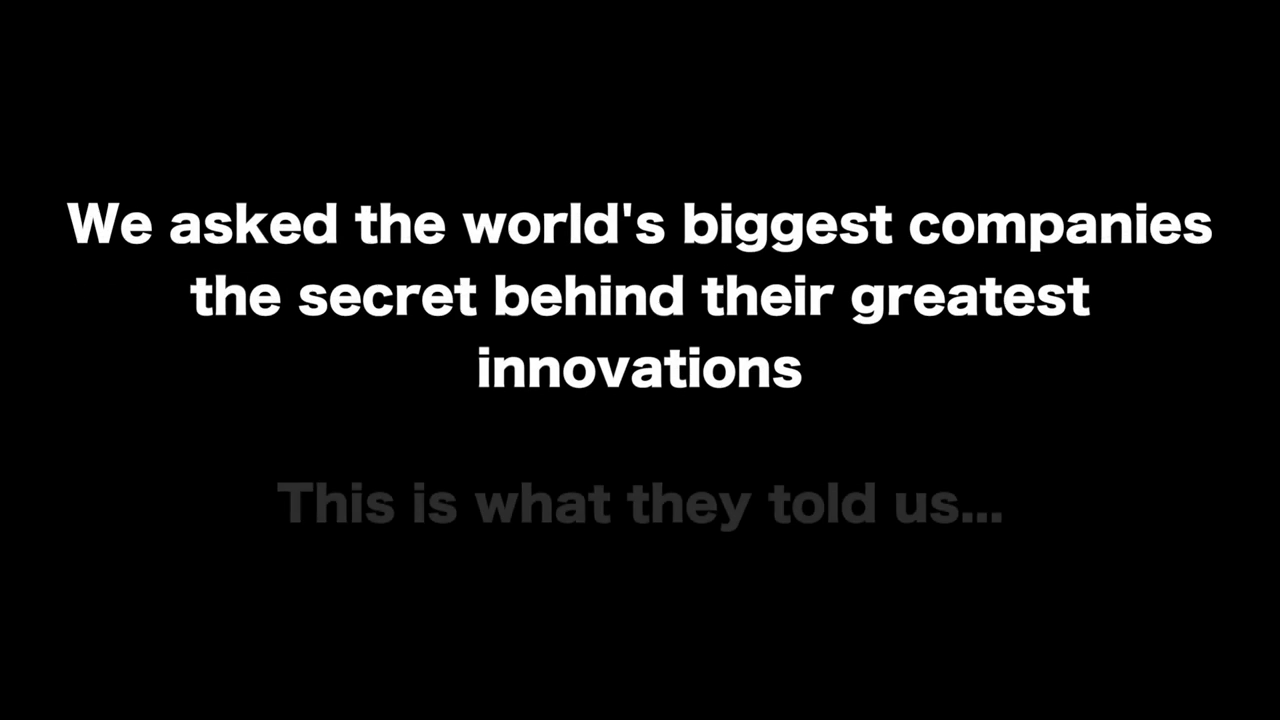 We asked the world's biggest companies
the secret behind their greatest
innovations
This is what they told us...